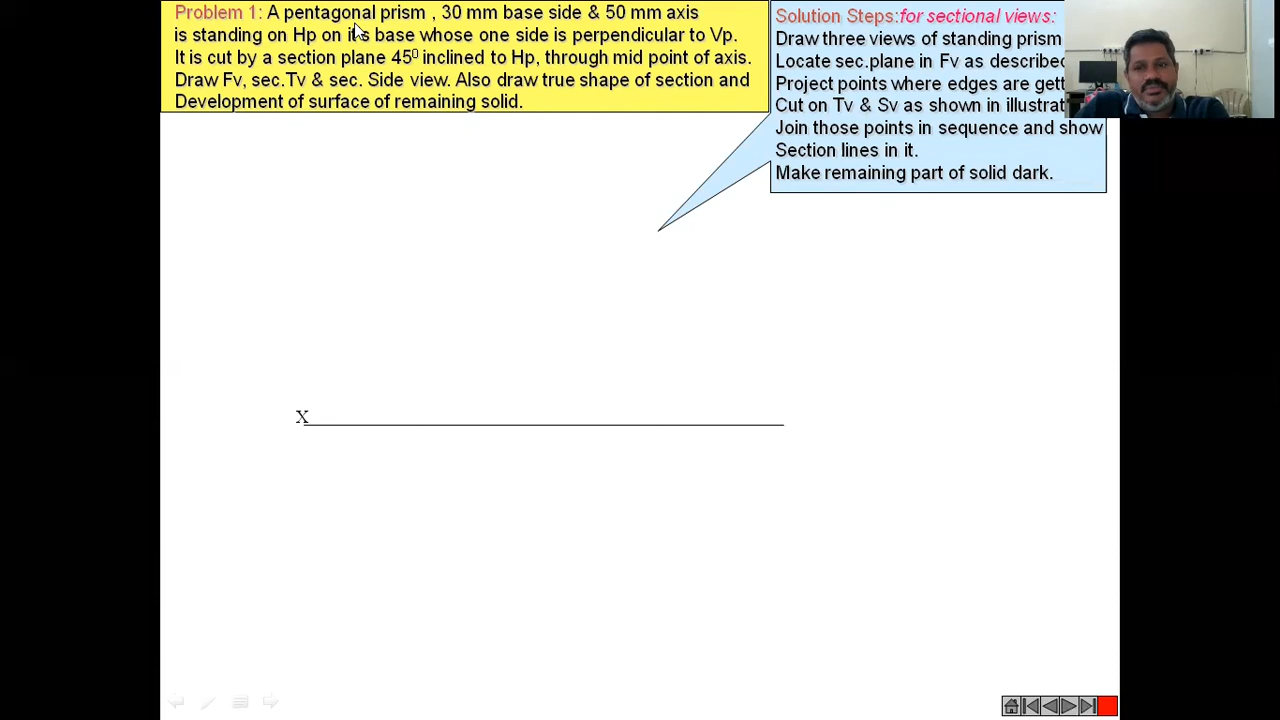 Problem 1: A pentagonal prism , 30 mm base side & 50 mm axis
is standing on Hp on it's base whose one side is perpendicular to Vp.
It is cut by a section plane 45⁰ inclined to Hp, through mid point of axis.
Draw Fv, sec.Tv & sec. Side view. Also draw true shape of section and
Development of surface of remaining solid.
Solution Steps:for sectional views:
Draw three views of standing prism
Locate sec.plane in Fv as described
Project points where edges are gett
Cut on Tv & Sv as shown in illustrat
Join those points in sequence and show
Section lines in it.
Make remaining part of solid dark.
X